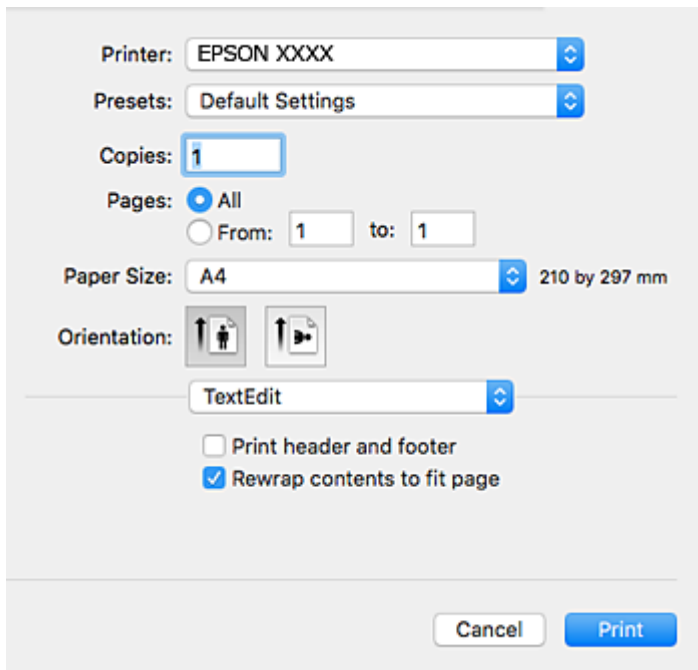 Printer: EPSON XXXX
Presets: Default Settings
Copies: 1
Pages: All
From: 1 to: 1
Paper Size: A4 210 by 297 mm
Orientation:
TextEdit
Print header and footer
Rewrap contents to fit page
Cancel Print